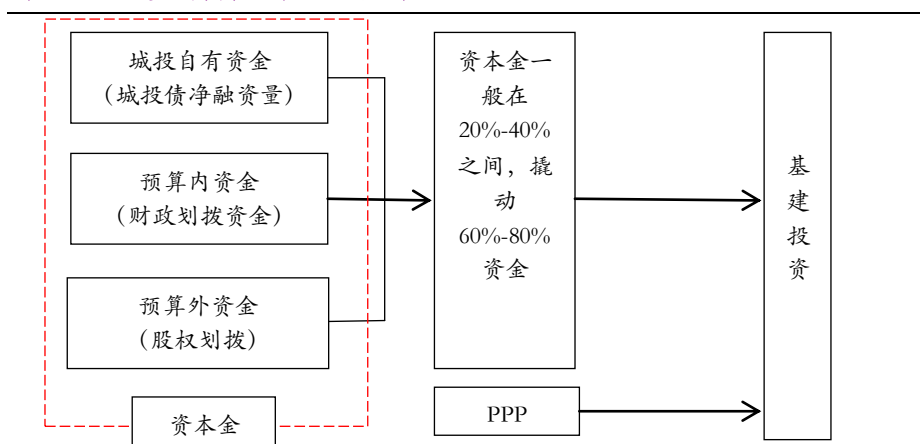 城投自有资金
（城投债净融资量）
预算内资金
（财政划拨资金）
预算外资金
（股权划拨）
资本金
资本金一
般在
20%-40%
之间，撬
动
60%-80%
资金
PPP
基
建
投
资